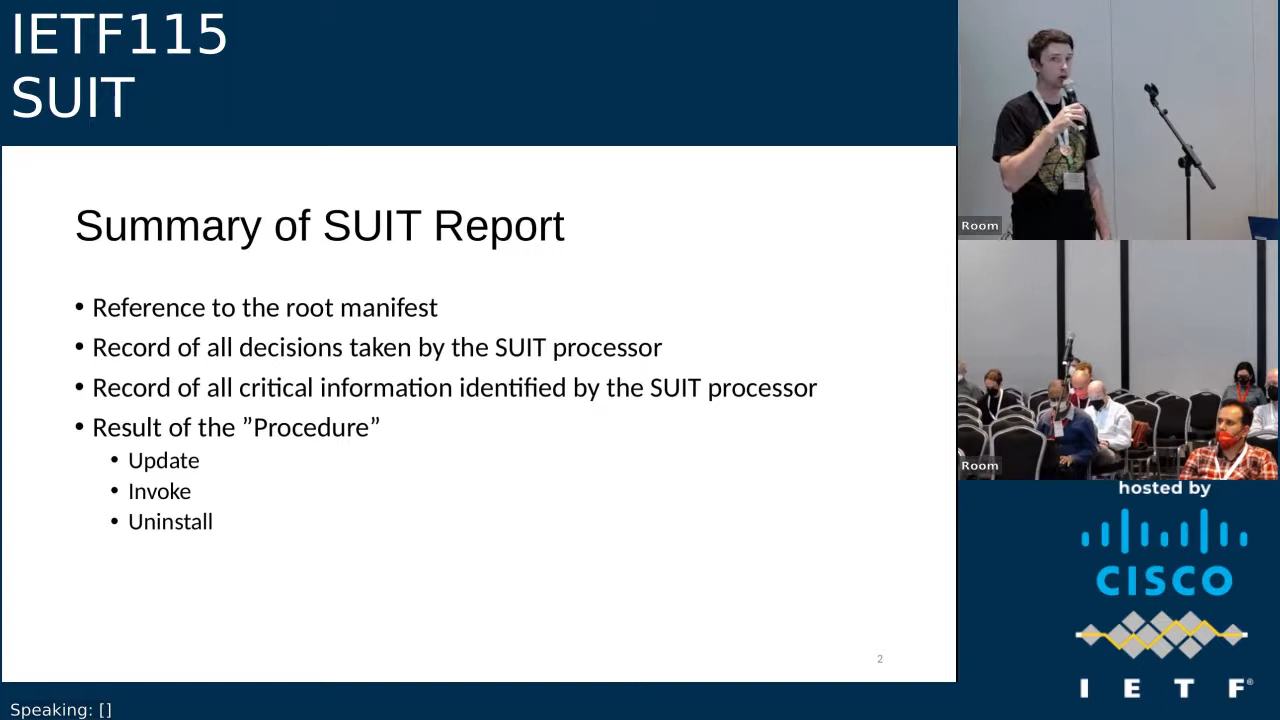 IETF115
SUIT
Summary of SUIT Report
• Reference to the root manifest
• Record of all decisions taken by the SUIT processor
• Record of all critical information identified by the SUIT processor
• Result of the ”Procedure”
• Update
• Invoke
• Uninstall
2
Room
Room
hosted by
CISCO
I E T F®
Speaking: []